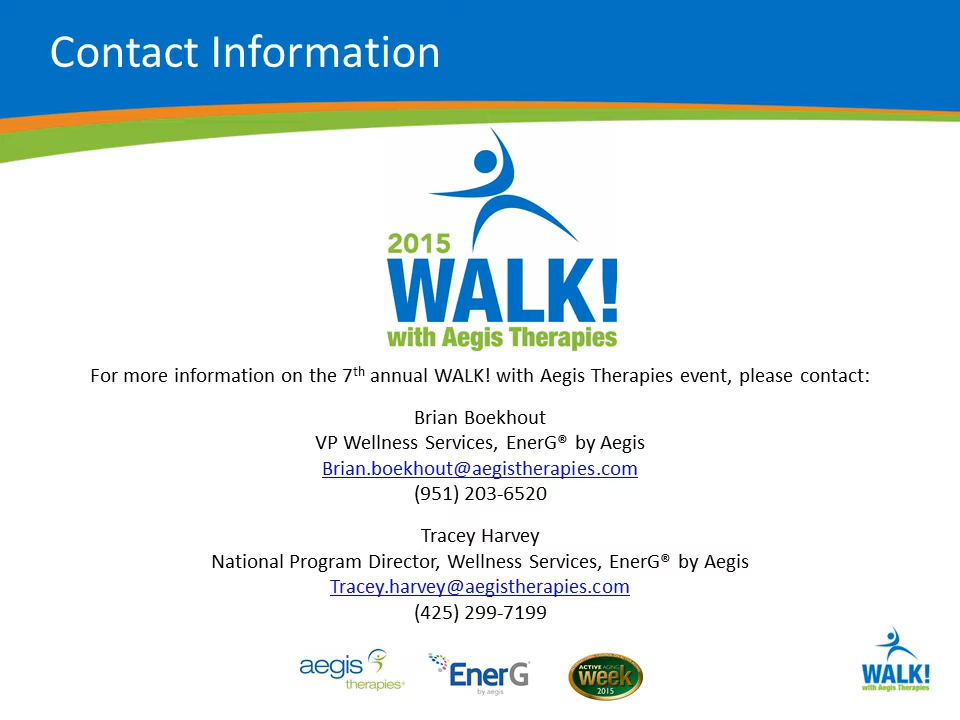 Contact Information
2015
WALK!
with Aegis Therapies
For more information on the 7th annual WALK! with Aegis Therapies event, please contact:
Brian Boekhout
VP Wellness Services, EnerG® by Aegis
Brian.boekhout@aegistherapies.com
(951) 203-6520
Tracey Harvey
National Program Director, Wellness Services, EnerG® by Aegis
Tracey.harvey@aegistherapies.com
(425) 299-7199
aegis
therapies®
EnerG®
by aegis
ACTIVE AGING
week
2015
WALK!
with Aegis Therapies